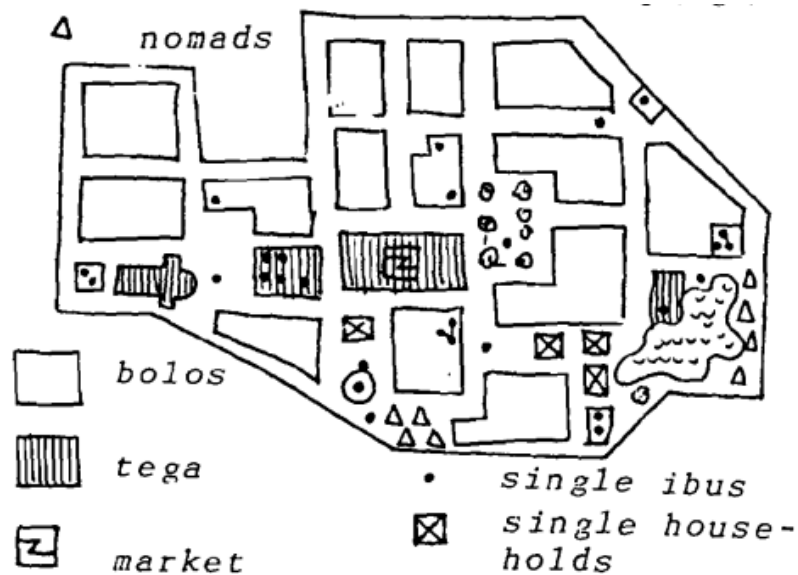 nomads
bolos
tega
market
single ibus
single house-
holds